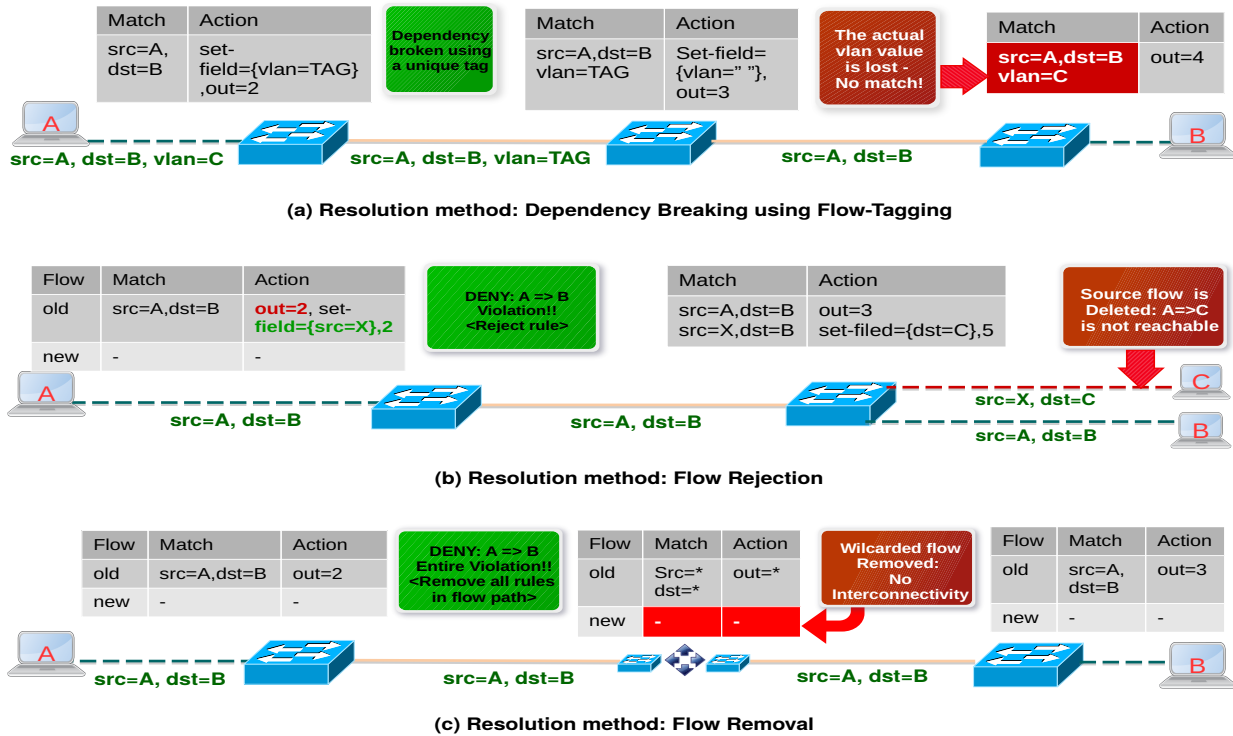 Match Action
src=A, dst=B
set-field={vlan=TAG},out=2
Dependency
broken using
a unique tag
Match Action
src=A,dst=B
vlan=TAG
Set-field=
{vlan=" "},
out=3
The actual
vlan value
is lost -
No match!
Match Action
src=A,dst=B
vlan=C
out=4
A
B
src=A, dst=B, vlan=C
src=A, dst=B, vlan=TAG
src=A, dst=B
(a) Resolution method: Dependency Breaking using Flow-Tagging
Flow Match Action
old src=A,dst=B out=2, set-
field={src=X},2
new - -
DENY: A => B
Violation!!
<Reject rule>
Match Action
src=A,dst=B out=3
src=X,dst=B set-filed={dst=C},5
Source flow is
Deleted: A=>C
is not reachable
A
C
B
src=A, dst=B
src=A, dst=B
src=X, dst=C
src=A, dst=B
(b) Resolution method: Flow Rejection
Flow Match Action
old src=A,dst=B out=2
new - -
DENY: A => B
Entire Violation!!
<Remove all rules
in flow path>
Flow Match Action
old Src=* out=*
dst=*
new - -
Wilcarded flow
Removed:
No
Interconnectivity
Flow Match Action
old src=A, out=3
dst=B
new - -
A
B
src=A, dst=B
src=A, dst=B
src=A, dst=B
(c) Resolution method: Flow Removal